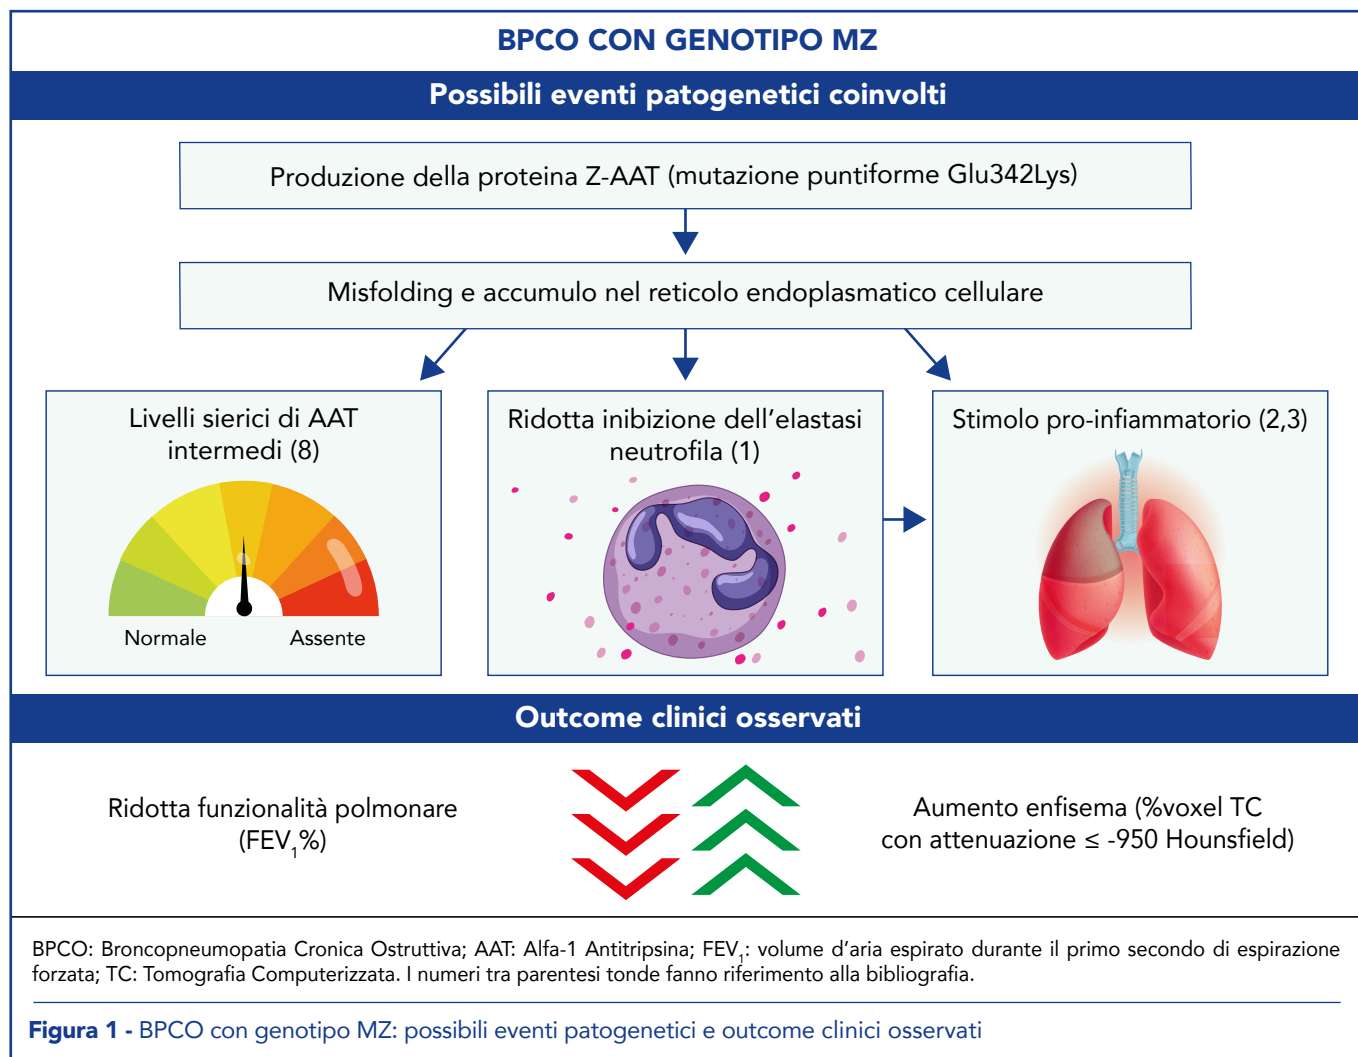 BPCO CON GENOTIPO MZ
Possibili eventi patogenetici coinvolti
Produzione della proteina Z-AAT (mutazione puntiforme Glu342Lys)
Misfolding e accumulo nel reticolo endoplasmatico cellulare
Livelli sierici di AAT
intermedi (8)
Normale
Assente
Ridotta inibizione dell'elastasi
neutrofila (1)
Stimolo pro-infiammatorio (2,3)
Outcome clinici osservati
Ridotta funzionalità polmonare
(FEV₁%)
Aumento enfisema (%voxel TC
con attenuazione ≤ -950 Hounsfield)
BPCO: Broncopneumopatia Cronica Ostruttiva; AAT: Alfa-1 Antitripsina; FEV₁: volume d'aria espirato durante il primo secondo di espirazione
forzata; TC: Tomografia Computerizzata. I numeri tra parentesi tonde fanno riferimento alla bibliografia.
Figura 1 - BPCO con genotipo MZ: possibili eventi patogenetici e outcome clinici osservati